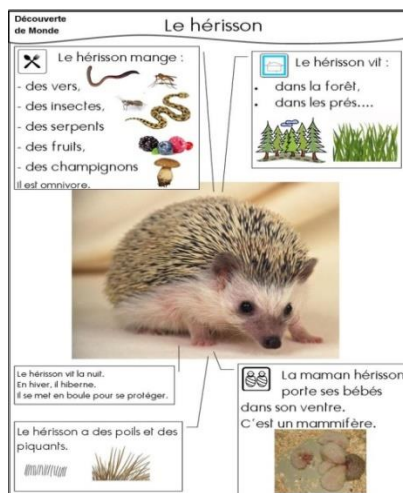 Découverte
de Monde
Le hérisson
Le hérisson mange :
- des vers,
- des insectes,
- des serpents
- des fruits,
- des champignons
Il est omnivore.
Le hérisson vit :
• dans la forêt,
• dans les prés....
Le hérisson vit la nuit.
En hiver, il hiberne.
Il se met en boule pour se protéger.
La maman hérisson
porte ses bébés
dans son ventre.
C'est un mammifère.
Le hérisson a des poils et des
piquants.